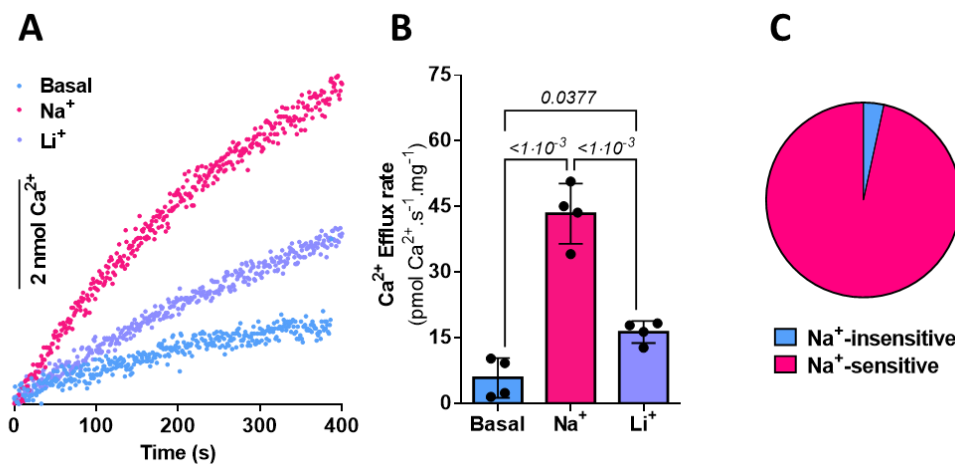 A
Basal
Na⁺
Li⁺
2 nmol Ca²⁺
0 100 200 300 400
Time (s)
B
Ca²⁺ Efflux rate
(pmol Ca²⁺.s⁻¹.mg⁻¹)
75
60
45
30
15
0
0.0377
<1·10⁻³ <1·10⁻³
Basal Na⁺ Li⁺
C
Na⁺-insensitive
Na⁺-sensitive